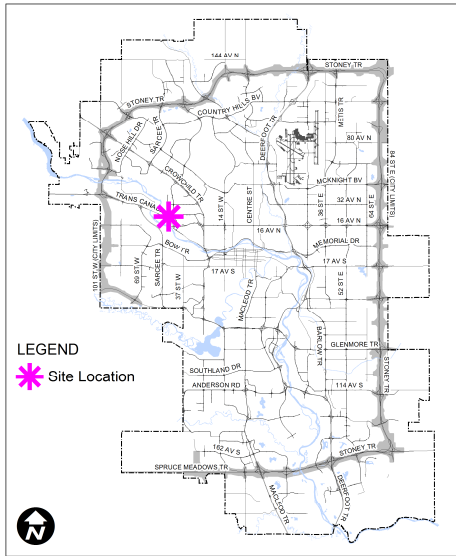 144 AV N
STONEY TR
STONEY TR
COUNTRY HILLS BV
METIS TR
NOSE HILL DR
SARCEE TR
DEERFOOT TR
80 AV N
CROWCHILD TR
MCKNIGHT BV
84 ST E (CITY LIMITS)
TRANS CANA
14 ST W
CENTRE ST
36 ST E
32 AV N
64 ST E
16 AV N
16 AV N
MEMORIAL DR
BOW TR
101 ST W (CITY LIMITS)
69 ST W
SARCEE TR
37 ST W
17 AV S
17 AV S
52 ST E
MACLEOD TR
BARLOW TR
GLENMORE TR
LEGEND
Site Location
SOUTHLAND DR
STONEY TR
ANDERSON RD
114 AV S
162 AV S
STONEY TR
SPRUCE MEADOWS TR
MACLEOD TR
DEERFOOT TR
N